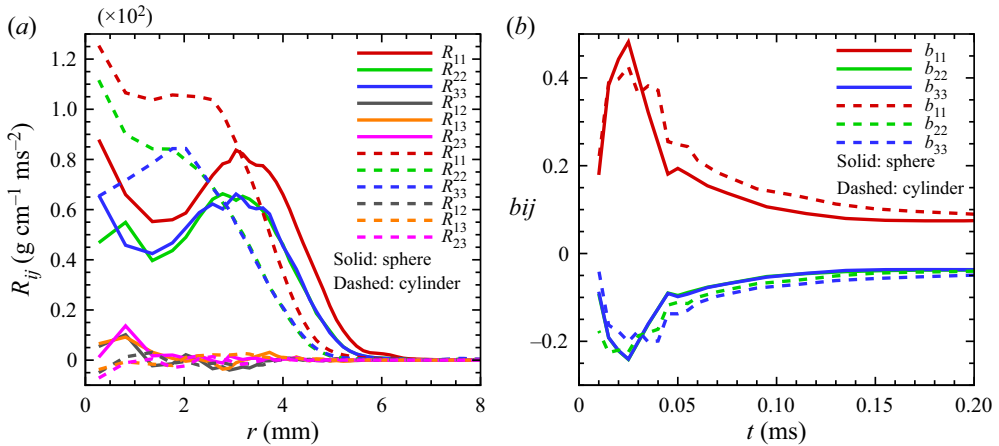 (a)
(×10²)
R_ij (g cm⁻¹ ms⁻²)
1.2
1.0
0.8
0.6
0.4
0.2
0
0 2 4 6 8
r (mm)
R₁₁
R₂₂
R₃₃
R₁₂
R₁₃
R₂₃
R₁₁
R₂₂
R₃₃
R₁₂
R₁₃
R₂₃
Solid: sphere
Dashed: cylinder
(b)
bij
0.4
0.2
0
−0.2
0 0.05 0.10 0.15 0.20
t (ms)
b₁₁
b₂₂
b₃₃
b₁₁
b₂₂
b₃₃
Solid: sphere
Dashed: cylinder